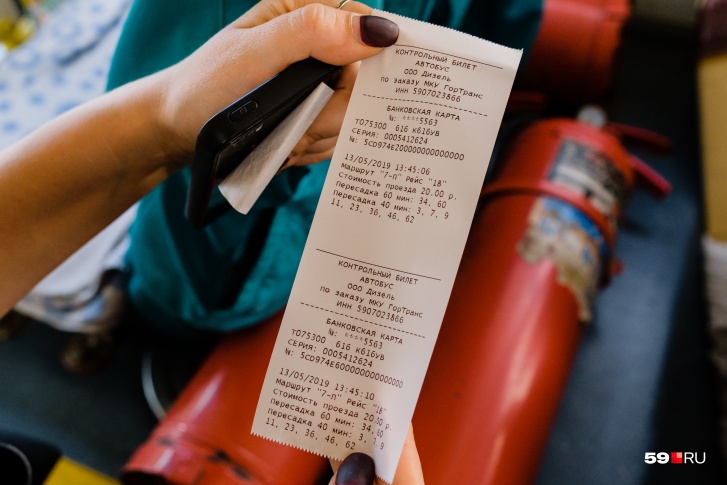 КОНТРОЛЬНЫЙ БИЛЕТ
АВТОБУС
ООО Дизель
по заказу МКУ ГорТранс
ИНН 5907023866
БАНКОВСКАЯ КАРТА
№: ****5563
Т075300 616 к616ув
СЕРИЯ: 0005412624
№: 5CD974E200000000000000
13/05/2019 13:45:06
Маршрут "7-п" Рейс "18"
Стоимость проезда 20.00 р.
Пересадка 60 мин: 34, 60
Пересадка 40 мин: 3, 7, 9
11, 23, 36, 46, 62
КОНТРОЛЬНЫЙ БИЛЕТ
АВТОБУС
ООО Дизель
по заказу МКУ ГорТранс
ИНН 5907023866
БАНКОВСКАЯ КАРТА
№: ****5563
Т075300 616 к616ув
СЕРИЯ: 0005412624
№: 5CD974E600000000000000
13/05/2019 13:45:10
Маршрут "7-п" Рейс "18"
Стоимость проезда 20.00 р.
Пересадка 60 мин: 34, 60
Пересадка 40 мин: 3, 7, 9
11, 23, 36, 46, 62
59.RU